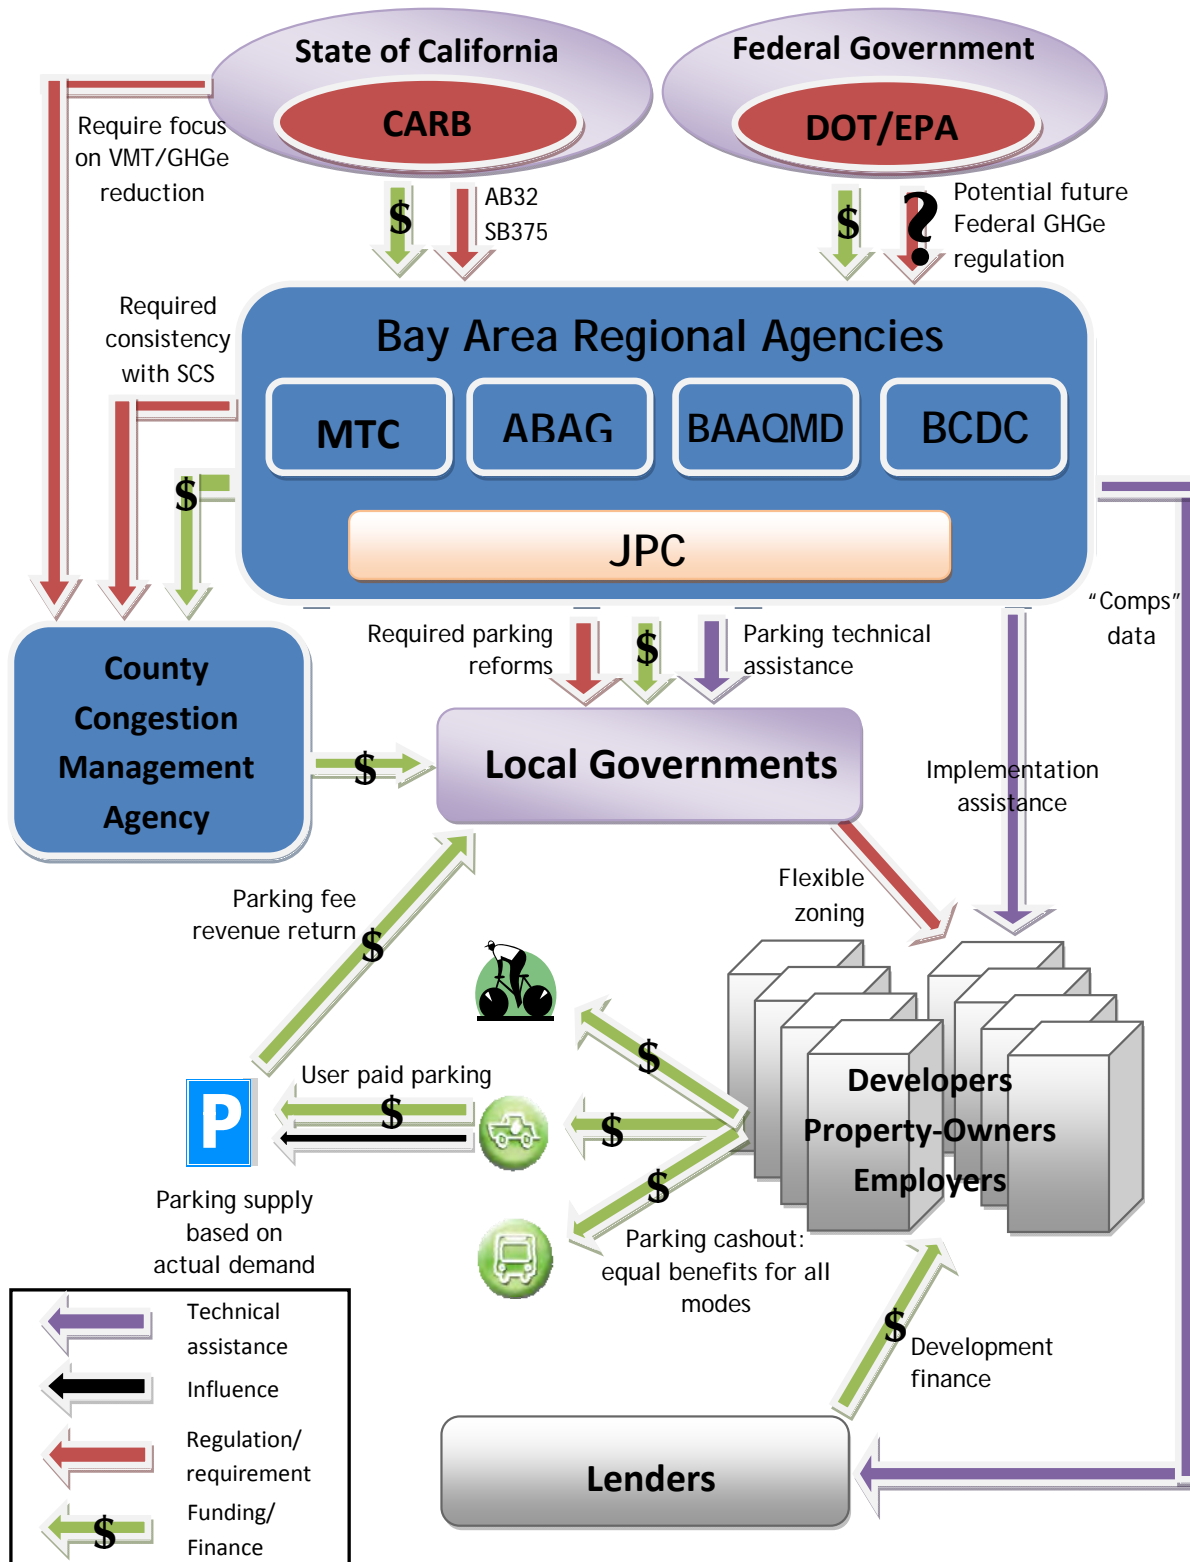 State of California
CARB
Federal Government
DOT/EPA
Require focus
on VMT/GHGe
reduction
$
AB32
SB375
$
?
Potential future
Federal GHGe
regulation
Required
consistency
with SCS
$
Bay Area Regional Agencies
MTC
ABAG
BAAQMD
BCDC
JPC
"Comps"
data
Required parking
reforms
$
Parking technical
assistance
County
Congestion
Management
Agency
$
Local Governments
Implementation
assistance
Flexible
zoning
Parking fee
revenue return
$
User paid parking
$
P
Parking supply
based on
actual demand
$
$
$
Developers
Property-Owners
Employers
Parking cashout:
equal benefits for all
modes
$
Development
finance
Lenders
Technical
assistance
Influence
Regulation/
requirement
$
Funding/
Finance